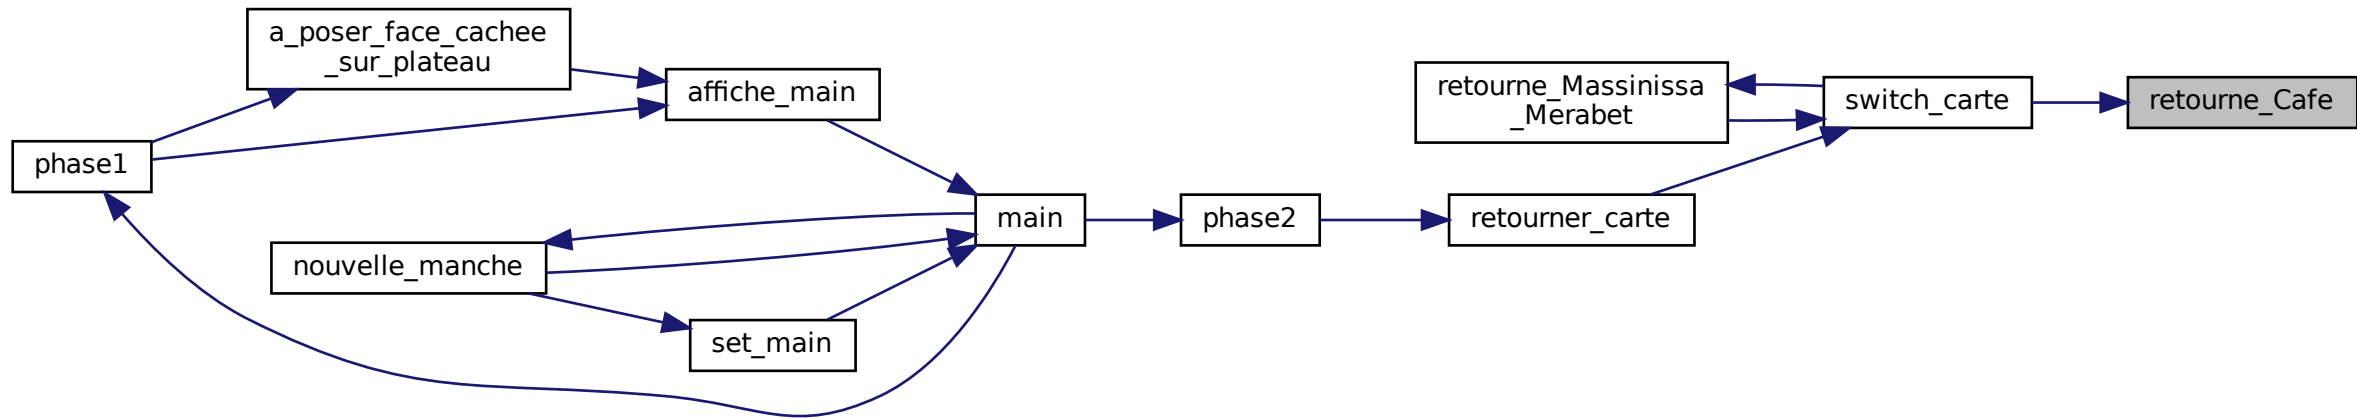 a_poser_face_cachee
_sur_plateau
affiche_main
phase1
nouvelle_manche
set_main
main
phase2
retourne_Massinissa
_Merabet
retourner_carte
switch_carte
retourne_Cafe